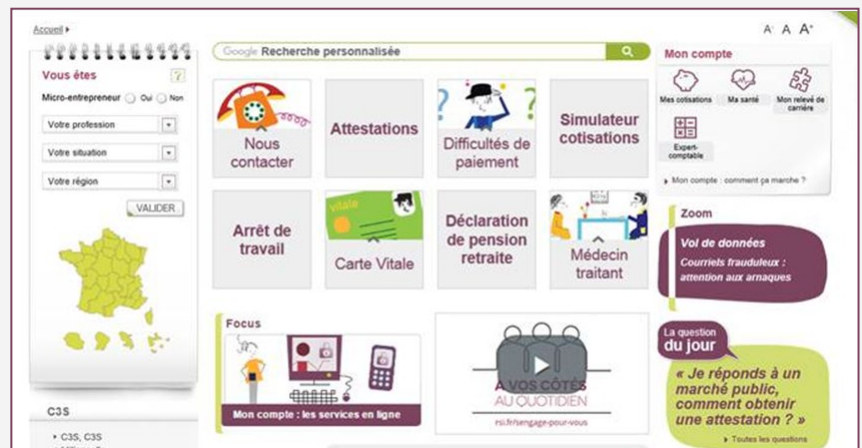 Accueil
A- A A+
Google Recherche personnalisée
Vous êtes
?
Micro-entrepreneur Oui Non
Votre profession
Votre situation
Votre région
VALIDER
C3S
C3S, C3S
Nous
contacter
Attestations
? ?
Difficultés de
paiement
Simulateur
cotisations
Arrêt de
travail
vitale
Carte Vitale
Déclaration
de pension
retraite
Médecin
traitant
Focus
Mon compte : les services en ligne
À VOS CÔTÉS
AU QUOTIDIEN
rsi.fr/sengage-pour-vous
Mon compte
Mes cotisations
Ma santé
Mon relevé de
carrière
Expert-
comptable
Mon compte : comment ça marche ?
Zoom
Vol de données
Courriels frauduleux :
attention aux arnaques
La question
du jour
« Je réponds à un
marché public,
comment obtenir
une attestation ? »
Toutes les questions